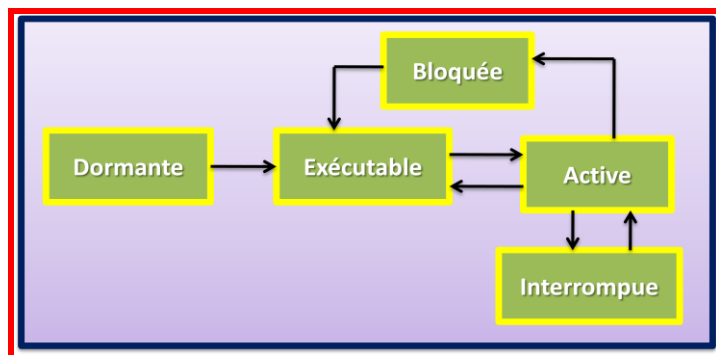 Bloquée
Dormante
Exécutable
Active
Interrompue